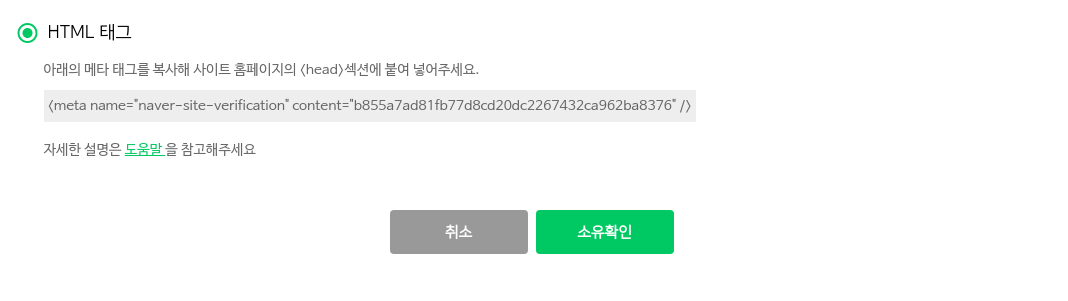 HTML 태그
아래의 메타 태그를 복사해 사이트 홈페이지의 <head>섹션에 붙여 넣어주세요.
<meta name="naver-site-verification" content="b855a7ad81fb77d8cd20dc2267432ca962ba8376" />
자세한 설명은 도움말 을 참고해주세요
취소 소유확인